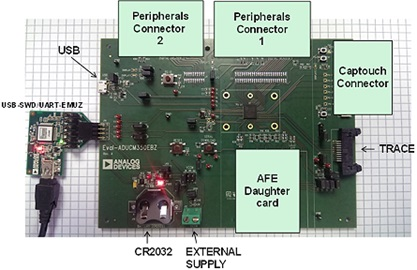 Peripherals
Connector
2
Peripherals
Connector
1
USB
Captouch
Connector
USB-SWD/UART-EMUZ
Eval-ADUCM350EBZ
ANALOG
DEVICES
TRACE
AFE
Daughter
card
CR2032
EXTERNAL
SUPPLY